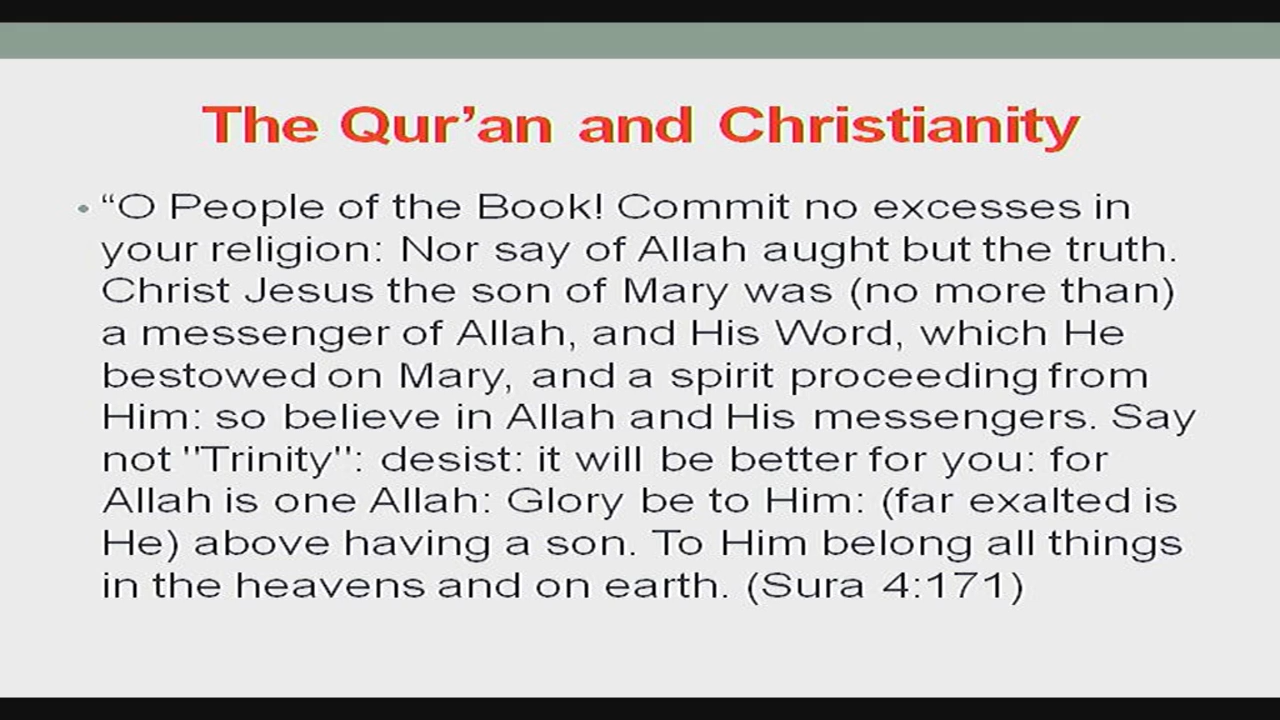 The Qur’an and Christianity
• “O People of the Book! Commit no excesses in
your religion: Nor say of Allah aught but the truth.
Christ Jesus the son of Mary was (no more than)
a messenger of Allah, and His Word, which He
bestowed on Mary, and a spirit proceeding from
Him: so believe in Allah and His messengers. Say
not "Trinity": desist: it will be better for you: for
Allah is one Allah: Glory be to Him: (far exalted is
He) above having a son. To Him belong all things
in the heavens and on earth. (Sura 4:171)